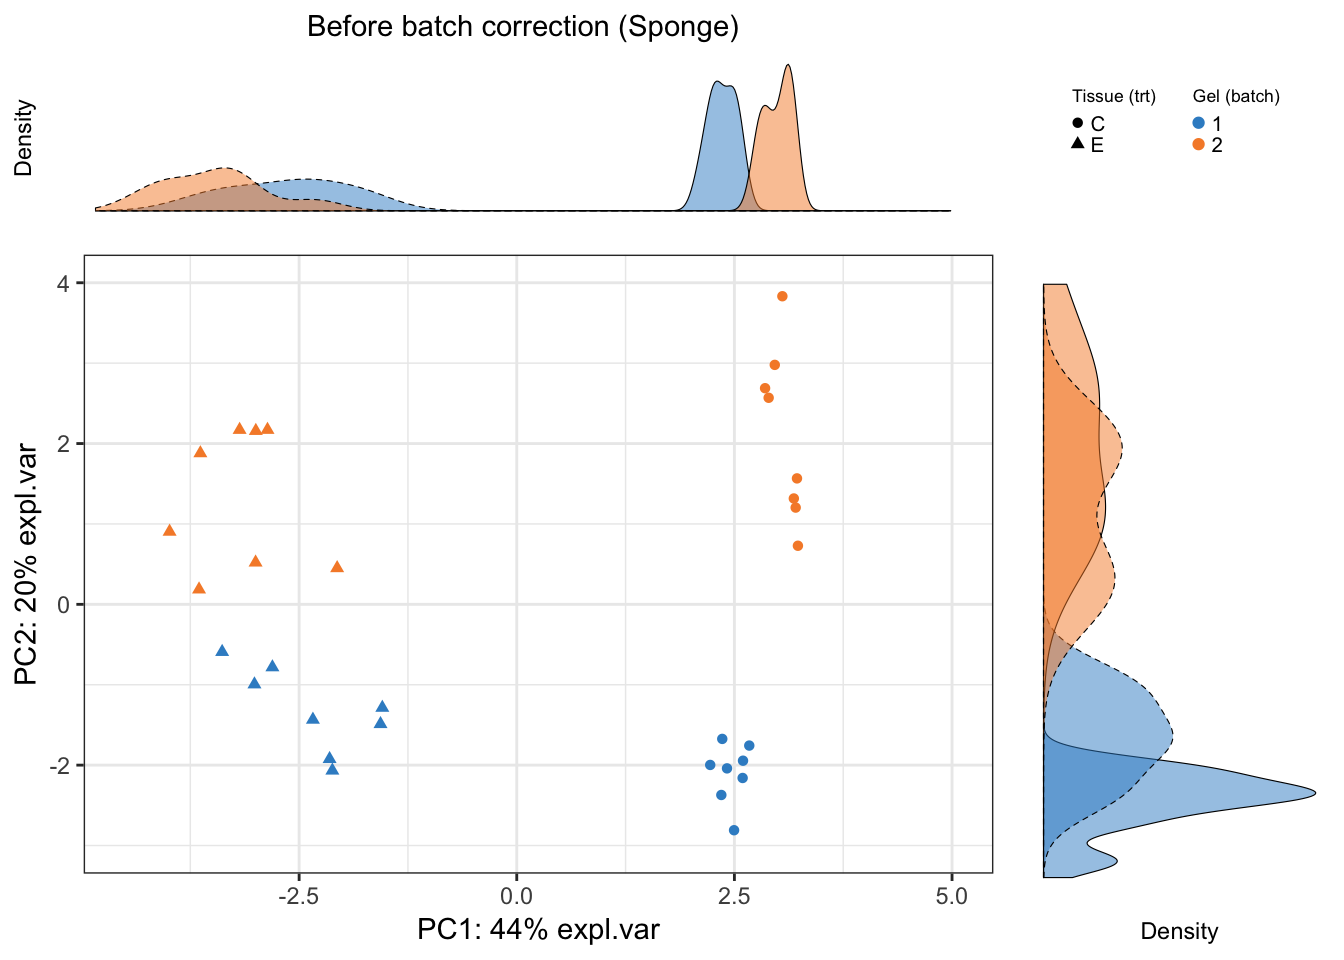 Before batch correction (Sponge)
Density
Tissue (trt)
C
E
Gel (batch)
1
2
4
2
0
-2
PC2: 20% expl.var
-2.5
0.0
2.5
5.0
PC1: 44% expl.var
Density